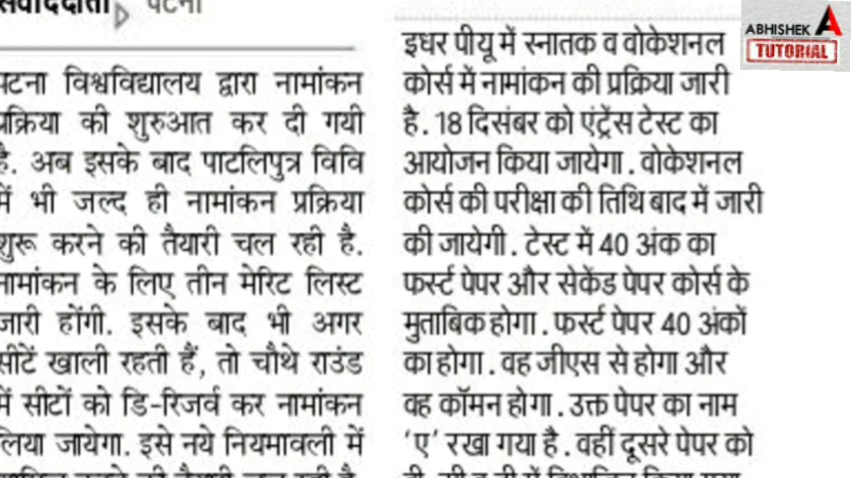 संवाददाता पटना
पटना विश्वविद्यालय द्वारा नामांकन
प्रक्रिया की शुरुआत कर दी गयी
है. अब इसके बाद पाटलिपुत्र विवि
में भी जल्द ही नामांकन प्रक्रिया
शुरू करने की तैयारी चल रही है.
नामांकन के लिए तीन मेरिट लिस्ट
जारी होंगी. इसके बाद भी अगर
सीटें खाली रहती हैं, तो चौथे राउंड
में सीटों को डि-रिजर्व कर नामांकन
लिया जायेगा. इसे नये नियमावली में
इधर पीयू में स्नातक व वोकेशनल
कोर्स में नामांकन की प्रक्रिया जारी
है. 18 दिसंबर को एंट्रेंस टेस्ट का
आयोजन किया जायेगा. वोकेशनल
कोर्स की परीक्षा की तिथि बाद में जारी
की जायेगी. टेस्ट में 40 अंक का
फर्स्ट पेपर और सेकेंड पेपर कोर्स के
मुताबिक होगा. फर्स्ट पेपर 40 अंकों
का होगा. वह जीएस से होगा और
वह कॉमन होगा. उक्त पेपर का नाम
'ए' रखा गया है. वहीं दूसरे पेपर को
ABHISHEK A
TUTORIAL